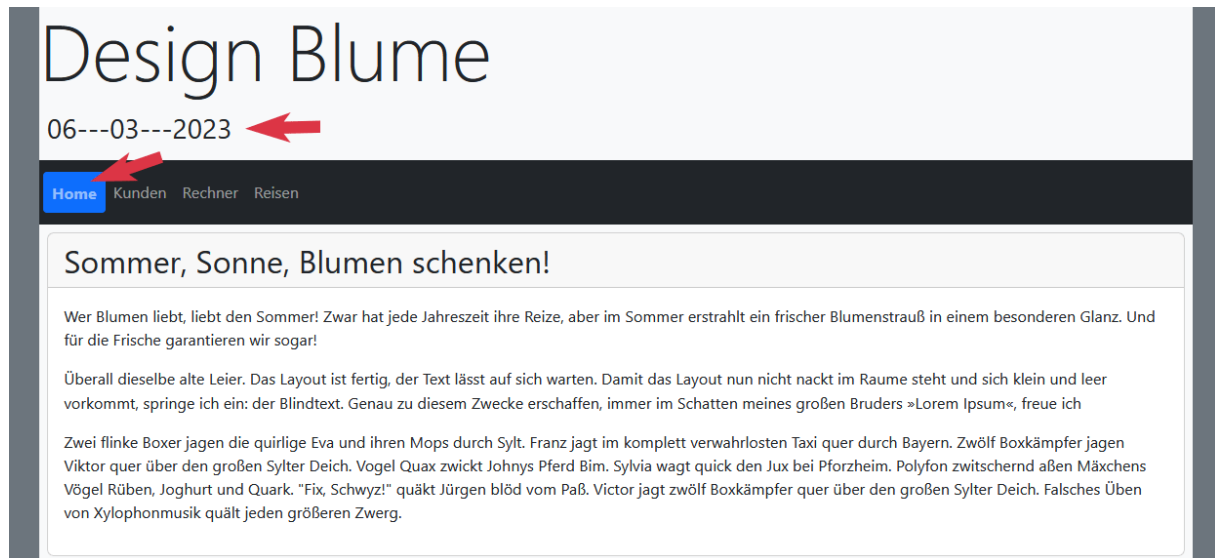 Design Blume
06---03---2023
Home Kunden Rechner Reisen
Sommer, Sonne, Blumen schenken!
Wer Blumen liebt, liebt den Sommer! Zwar hat jede Jahreszeit ihre Reize, aber im Sommer erstrahlt ein frischer Blumenstrauß in einem besonderen Glanz. Und
für die Frische garantieren wir sogar!
Überall dieselbe alte Leier. Das Layout ist fertig, der Text lässt auf sich warten. Damit das Layout nun nicht nackt im Raume steht und sich klein und leer
vorkommt, springe ich ein: der Blindtext. Genau zu diesem Zwecke erschaffen, immer im Schatten meines großen Bruders »Lorem Ipsum«, freue ich
Zwei flinke Boxer jagen die quirlige Eva und ihren Mops durch Sylt. Franz jagt im komplett verwahrlosten Taxi quer durch Bayern. Zwölf Boxkämpfer jagen
Viktor quer über den großen Sylter Deich. Vogel Quax zwickt Johnys Pferd Bim. Sylvia wagt quick den Jux bei Pforzheim. Polyfon zwitschernd aßen Mäxchens
Vögel Rüben, Joghurt und Quark. "Fix, Schwyz!" quäkt Jürgen blöd vom Paß. Victor jagt zwölf Boxkämpfer quer über den großen Sylter Deich. Falsches Üben
von Xylophonmusik quält jeden größeren Zwerg.